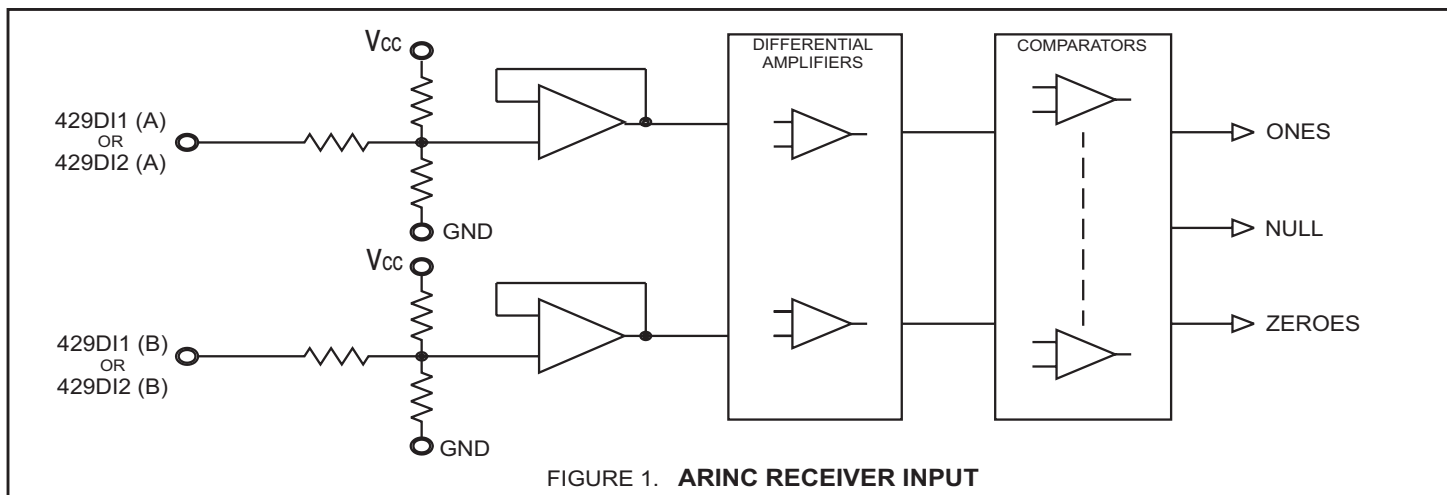 Vcc
DIFFERENTIAL
AMPLIFIERS
COMPARATORS
429DI1 (A)
OR
429DI2 (A)
ONES
GND
NULL
Vcc
429DI1 (B)
OR
429DI2 (B)
ZEROES
GND
FIGURE 1. ARINC RECEIVER INPUT